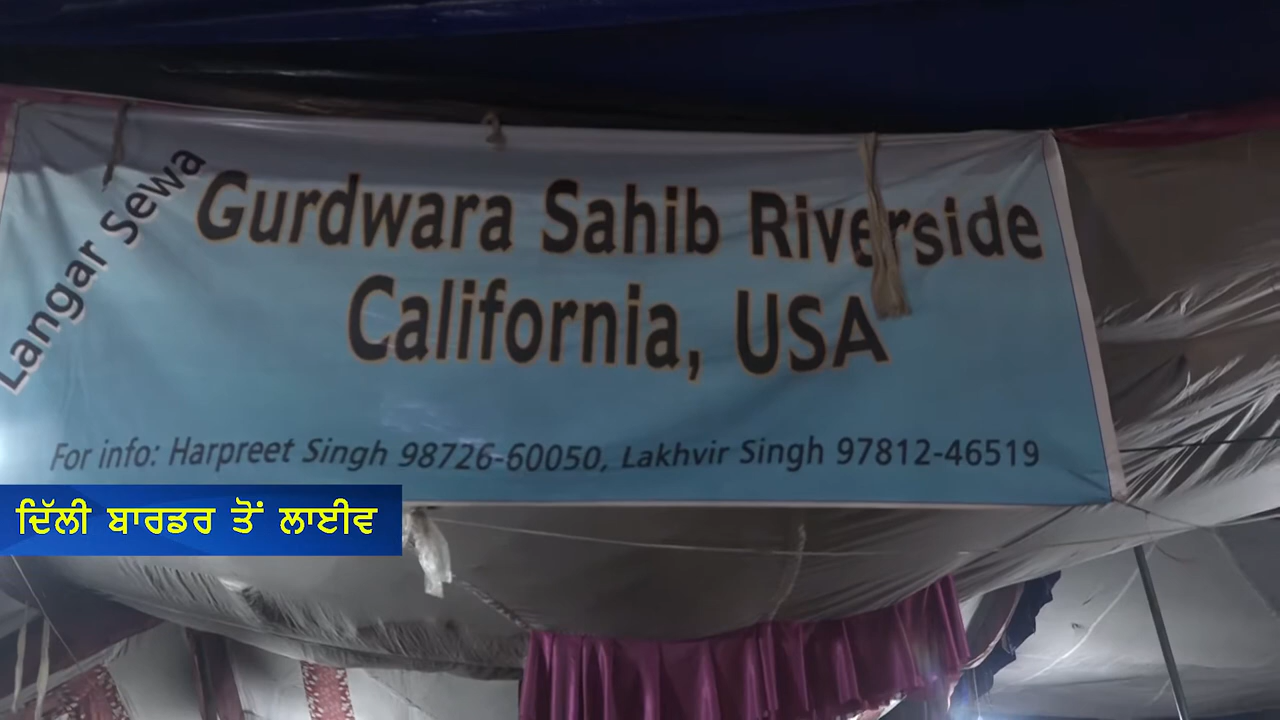 Langar Sewa
Gurdwara Sahib Riverside
California, USA
For info: Harpreet Singh 98726-60050, Lakhvir Singh 97812-46519
ਦਿੱਲੀ ਬਾਰਡਰ ਤੋਂ ਲਾਈਵ